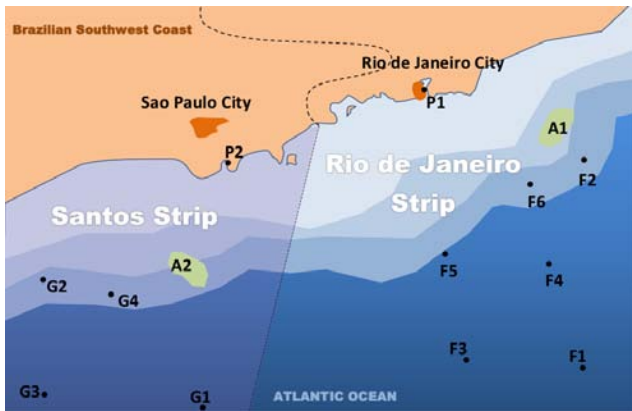 Brazilian Southwest Coast
Rio de Janeiro City
P1
Sao Paulo City
A1
P2
Rio de Janeiro
Strip
F2
F6
Santos Strip
A2
F5
F4
G2
G4
F3
F1
G3
G1
ATLANTIC OCEAN